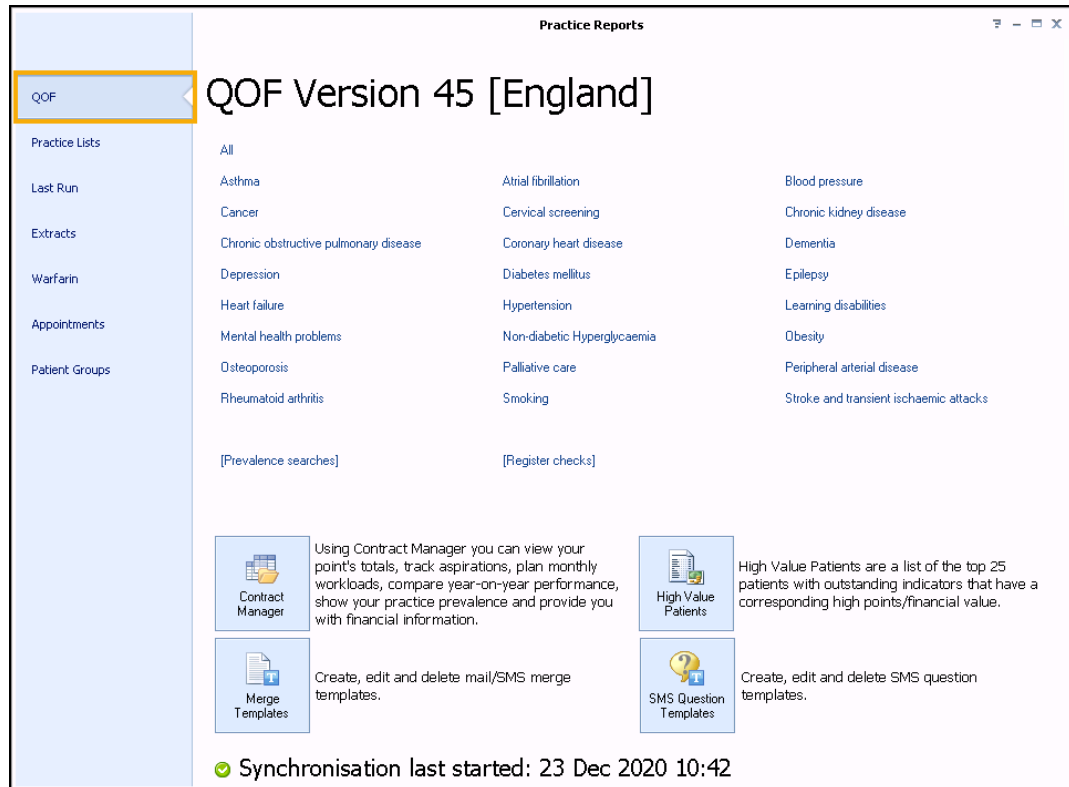 Practice Reports
QOF
Practice Lists
Last Run
Extracts
Warfarin
Appointments
Patient Groups
QOF Version 45 [England]
All
Asthma
Atrial fibrillation
Blood pressure
Cancer
Cervical screening
Chronic kidney disease
Chronic obstructive pulmonary disease
Coronary heart disease
Dementia
Depression
Diabetes mellitus
Epilepsy
Heart failure
Hypertension
Learning disabilities
Mental health problems
Non-diabetic Hyperglycaemia
Obesity
Osteoporosis
Palliative care
Peripheral arterial disease
Rheumatoid arthritis
Smoking
Stroke and transient ischaemic attacks
[Prevalence searches]
[Register checks]
Contract
Manager
Using Contract Manager you can view your
point's totals, track aspirations, plan monthly
workloads, compare year-on-year performance,
show your practice prevalence and provide you
with financial information.
High Value
Patients
High Value Patients are a list of the top 25
patients with outstanding indicators that have a
corresponding high points/financial value.
Merge
Templates
Create, edit and delete mail/SMS merge
templates.
SMS Question
Templates
Create, edit and delete SMS question
templates.
Synchronisation last started: 23 Dec 2020 10:42